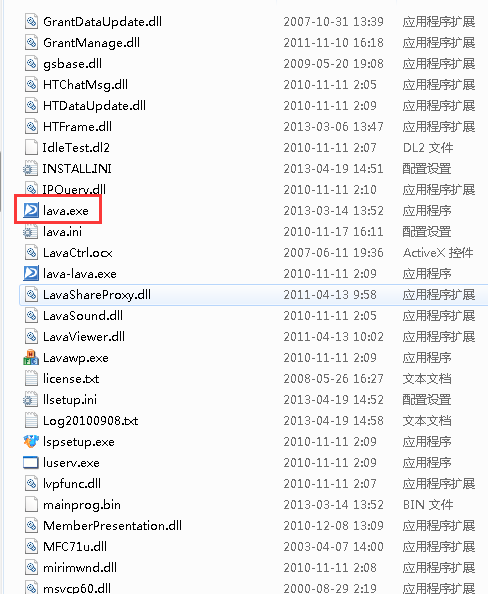 GrantDataUpdate.dll 2007-10-31 13:39 应用程序扩展
GrantManage.dll 2011-11-10 16:18 应用程序扩展
gsbase.dll 2009-05-20 19:08 应用程序扩展
HTChatMsg.dll 2010-11-11 2:05 应用程序扩展
HTDataUpdate.dll 2010-11-11 2:09 应用程序扩展
HTFrame.dll 2013-03-06 13:47 应用程序扩展
IdleTest.dl2 2010-11-11 2:07 DL2 文件
INSTALL.INI 2013-04-19 14:51 配置设置
IPQuery.dll 2010-11-11 2:10 应用程序扩展
lava.exe 2013-03-14 13:52 应用程序
lava.ini 2010-11-17 16:11 配置设置
LavaCtrl.ocx 2007-06-11 19:36 ActiveX 控件
lava-lava.exe 2010-11-11 2:09 应用程序
LavaShareProxy.dll 2011-04-13 9:58 应用程序扩展
LavaSound.dll 2010-11-11 2:05 应用程序扩展
LavaViewer.dll 2011-04-13 10:02 应用程序扩展
Lavawp.exe 2010-11-11 2:09 应用程序
license.txt 2008-05-26 16:27 文本文档
llsetup.ini 2013-04-19 14:52 配置设置
Log20100908.txt 2013-04-19 14:58 文本文档
lspsetup.exe 2010-11-11 2:09 应用程序
luserv.exe 2010-11-11 2:09 应用程序
lvpfunc.dll 2010-11-11 2:07 应用程序扩展
mainprog.bin 2013-03-14 13:52 BIN 文件
MemberPresentation.dll 2010-12-08 13:09 应用程序扩展
MFC71u.dll 2003-04-07 14:00 应用程序扩展
mirimwnd.dll 2010-11-11 2:09 应用程序扩展
msvcp60.dll 2000-08-29 2:19 应用程序扩展